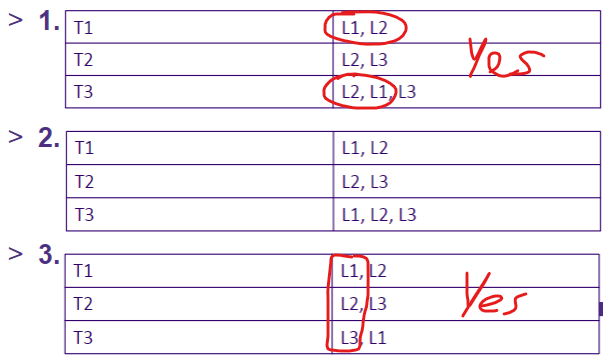 > 1.
T1 L1, L2
T2 L2, L3
T3 L2, L1, L3
Yes
> 2.
T1 L1, L2
T2 L2, L3
T3 L1, L2, L3
> 3.
T1 L1, L2
T2 L2, L3
T3 L3, L1
Yes